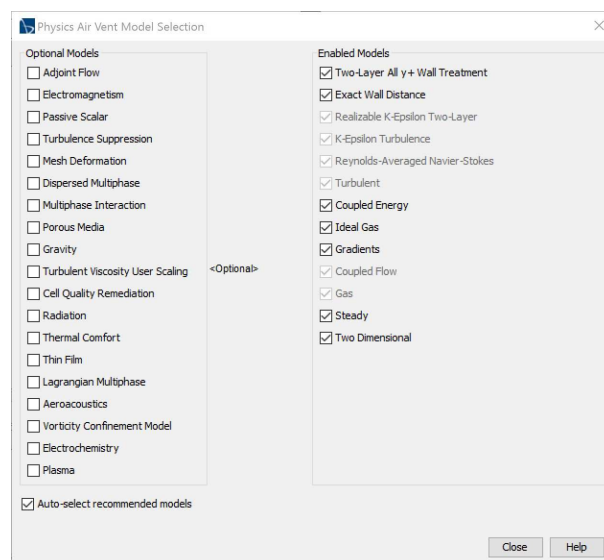 Physics Air Vent Model Selection
Optional Models
Adjoint Flow
Electromagnetism
Passive Scalar
Turbulence Suppression
Mesh Deformation
Dispersed Multiphase
Multiphase Interaction
Porous Media
Gravity
Turbulent Viscosity User Scaling
Cell Quality Remediation
Radiation
Thermal Comfort
Thin Film
Lagrangian Multiphase
Aeroacoustics
Vorticity Confinement Model
Electrochemistry
Plasma
<Optional>
Enabled Models
Two-Layer All y+ Wall Treatment
Exact Wall Distance
Realizable K-Epsilon Two-Layer
K-Epsilon Turbulence
Reynolds-Averaged Navier-Stokes
Turbulent
Coupled Energy
Ideal Gas
Gradients
Coupled Flow
Gas
Steady
Two Dimensional
Auto-select recommended models
Close Help